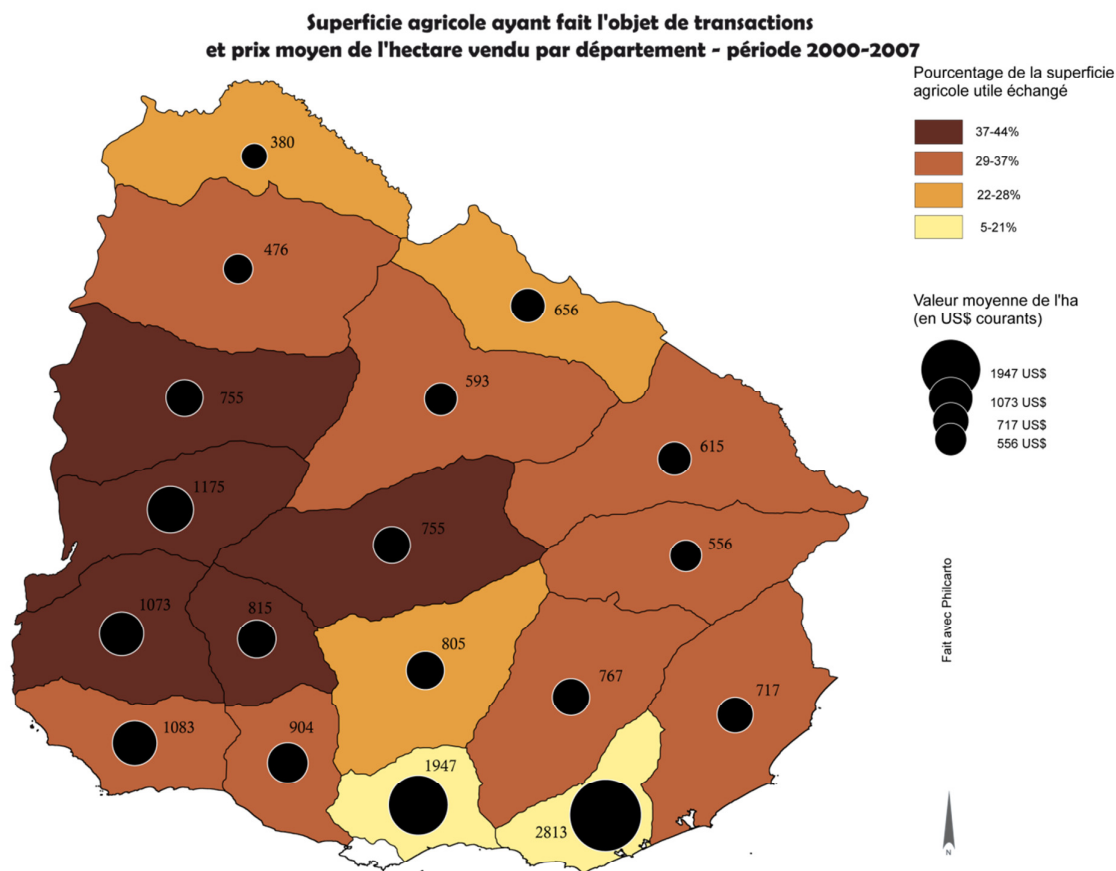 Superficie agricole ayant fait l'objet de transactions
et prix moyen de l'hectare vendu par département - période 2000-2007
Pourcentage de la superficie
agricole utile échangé
37-44%
29-37%
22-28%
5-21%
Valeur moyenne de l'ha
(en US$ courants)
1947 US$
1073 US$
717 US$
556 US$
Fait avec Philcarto
N
380
476
656
755
593
615
1175
755
556
1073
815
805
767
717
1083
904
1947
2813